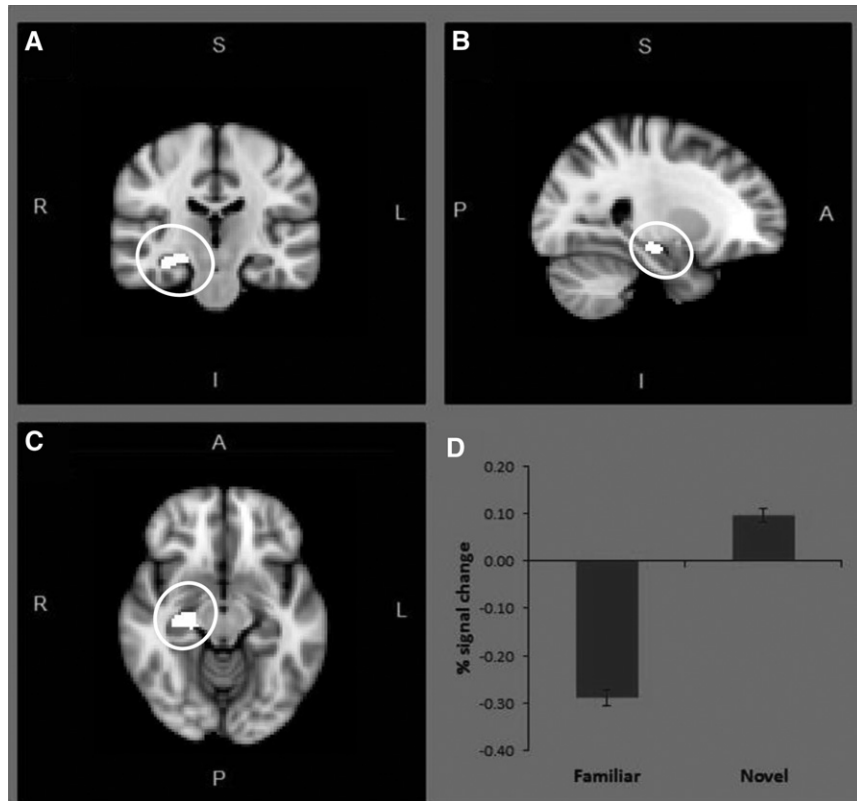 A
S
R
L
I
B
S
P
A
I
C
A
R
L
P
D
0.20
0.10
0.00
-0.10
-0.20
-0.30
-0.40
% signal change
Familiar Novel